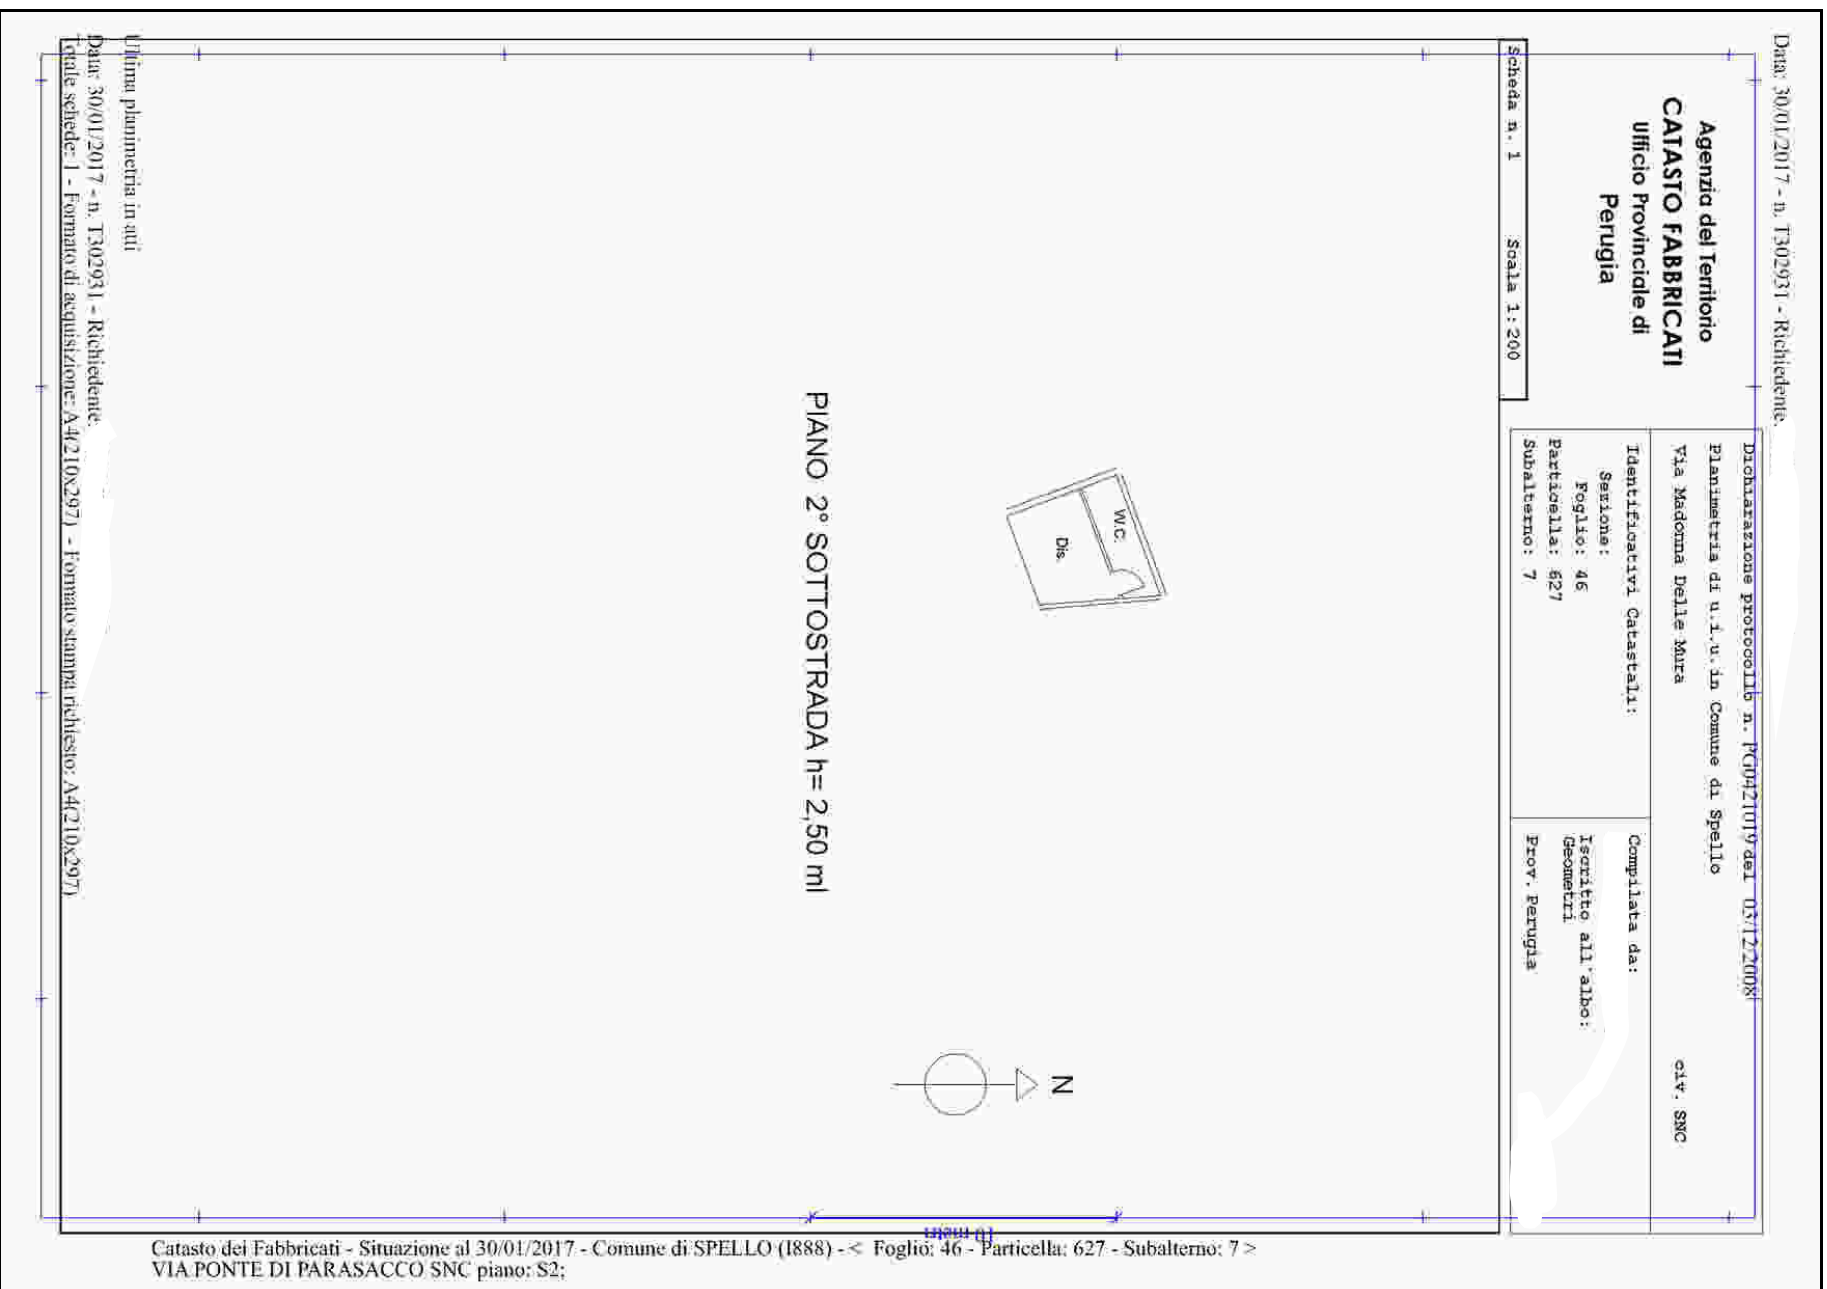 Data: 30/01/2017 - n. T302931 - Richiedente:
Agenzia del Territorio
CATASTO FABBRICATI
Ufficio Provinciale di
Perugia
Dichiarazione protocollo n. PG0421019 del 03/12/2008
Planimetria di u.i.u. in Comune di Spello
Via Madonna Delle Mura civ. SNC
Identificativi Catastali:
Sezione:
Foglio: 46
Particella: 627
Subalterno: 7
Compilata da:
Iscritto all'albo:
Geometri
Prov. Perugia
Scheda n. 1 Scala 1:200
W.C.
Dis.
N
PIANO 2° SOTTOSTRADA h= 2,50 ml
10 metri
Ultima planimetria in atti
Data: 30/01/2017 - n. T302931 - Richiedente:
Totale schede: 1 - Formato di acquisizione: A4(210x297) - Formato stampa richiesto: A4(210x297)
Catasto dei Fabbricati - Situazione al 30/01/2017 - Comune di SPELLO (I888) - < Foglio: 46 - Particella: 627 - Subalterno: 7 >
VIA PONTE DI PARASACCO SNC piano: S2;